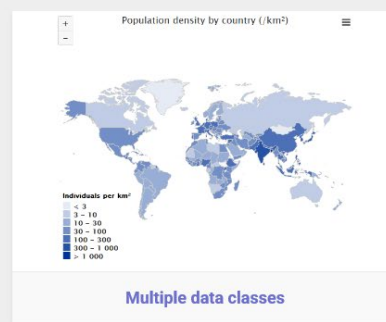 +
Population density by country (/km²)
−
Individuals per km²
< 3
3 - 10
10 - 30
30 - 100
100 - 300
300 - 1 000
> 1 000
Multiple data classes